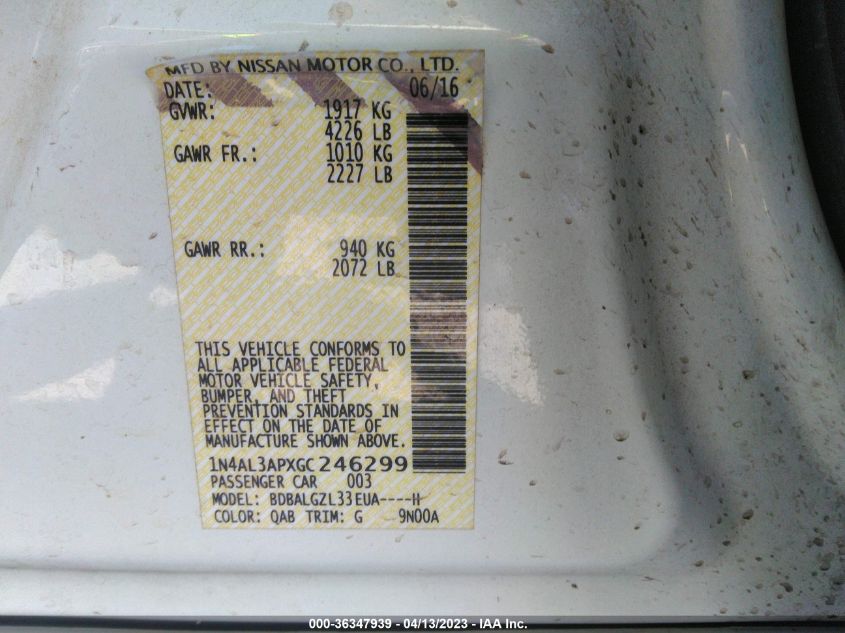 MFD BY NISSAN MOTOR CO., LTD.
DATE: 06/16
GVWR: 1917 KG
4226 LB
GAWR FR.: 1010 KG
2227 LB
GAWR RR.: 940 KG
2072 LB
THIS VEHICLE CONFORMS TO
ALL APPLICABLE FEDERAL
MOTOR VEHICLE SAFETY,
BUMPER, AND THEFT
PREVENTION STANDARDS IN
EFFECT ON THE DATE OF
MANUFACTURE SHOWN ABOVE.
1N4AL3APXGC246299
PASSENGER CAR 003
MODEL: BDBALGZL33EUA----H
COLOR: QAB TRIM: G 9N00A
000-36347939 - 04/13/2023 - IAA Inc.